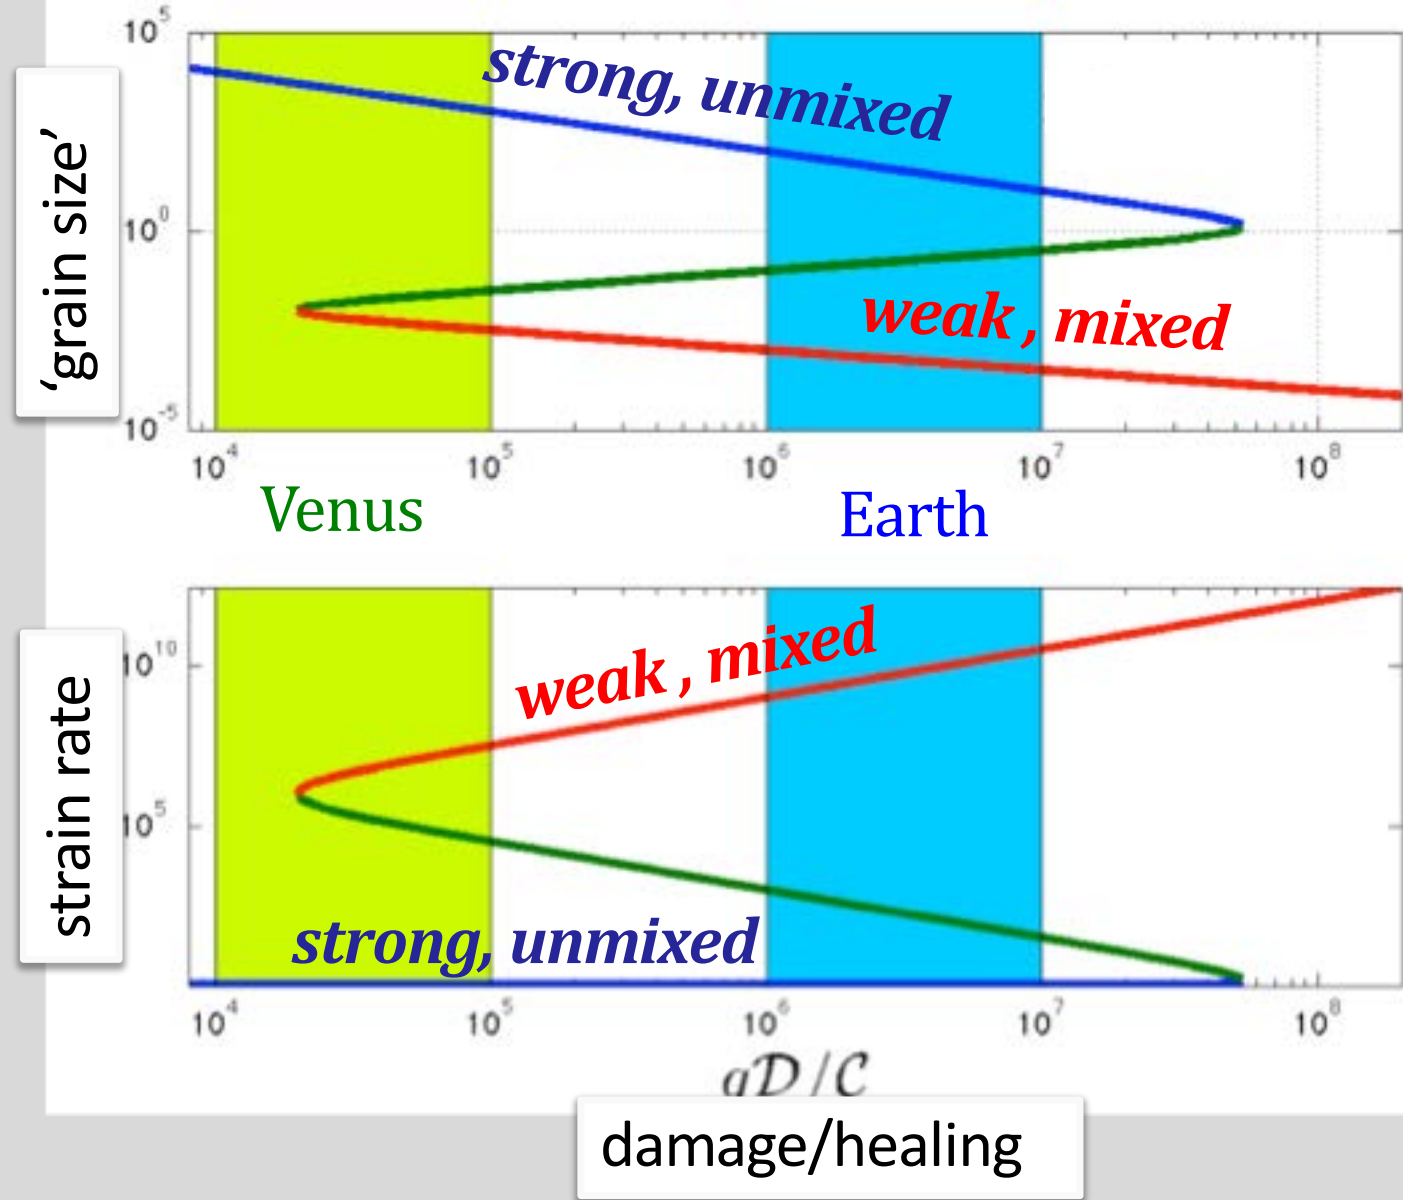 10^5
strong, unmixed
'grain size'
10^0
weak , mixed
10^-5
10^4 10^5 10^6 10^7 10^8
Venus Earth
weak , mixed
10^10
strain rate
10^5
strong, unmixed
10^4 10^5 10^6 10^7 10^8
q𝒟/𝒞
damage/healing